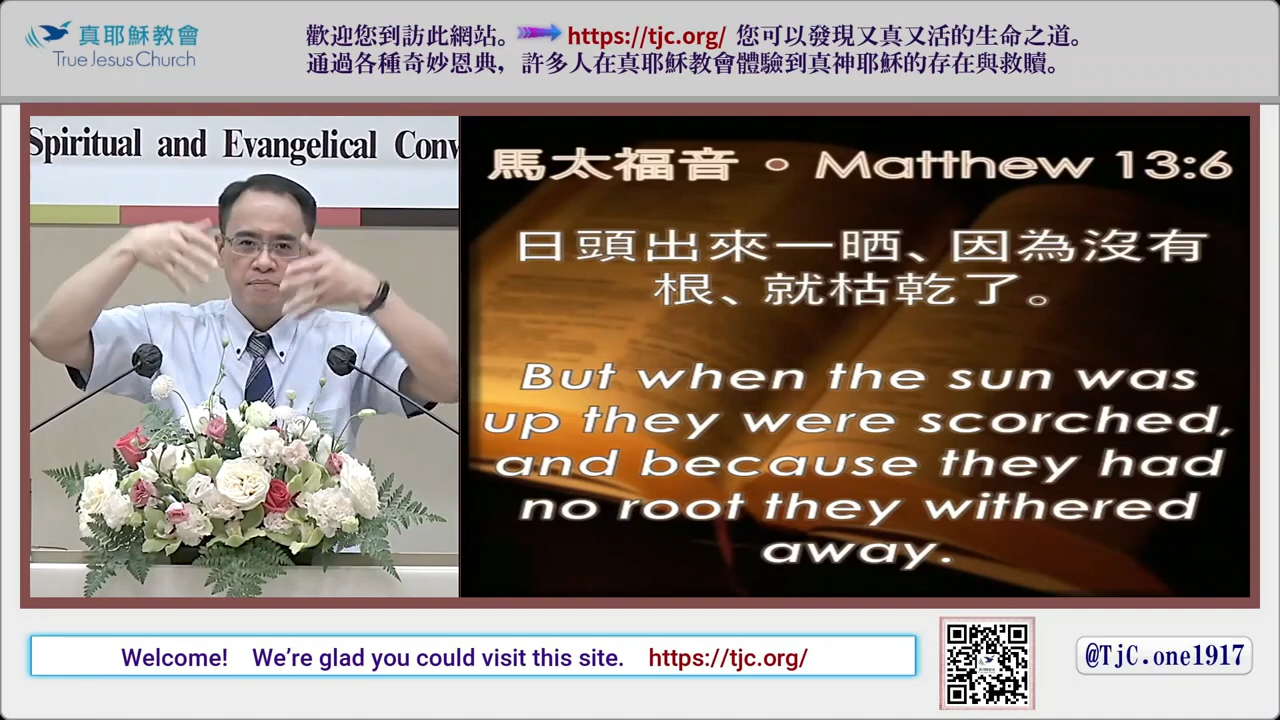 真耶穌教會
True Jesus Church
歡迎您到訪此網站。 https://tjc.org/ 您可以發現又真又活的生命之道。
通過各種奇妙恩典，許多人在真耶穌教會體驗到真神耶穌的存在與救贖。
Spiritual and Evangelical Conv
馬太福音 • Matthew 13:6
日頭出來一晒、因為沒有
根、就枯乾了。
But when the sun was
up they were scorched,
and because they had
no root they withered
away.
Welcome! We’re glad you could visit this site. https://tjc.org/
@TjC.one1917